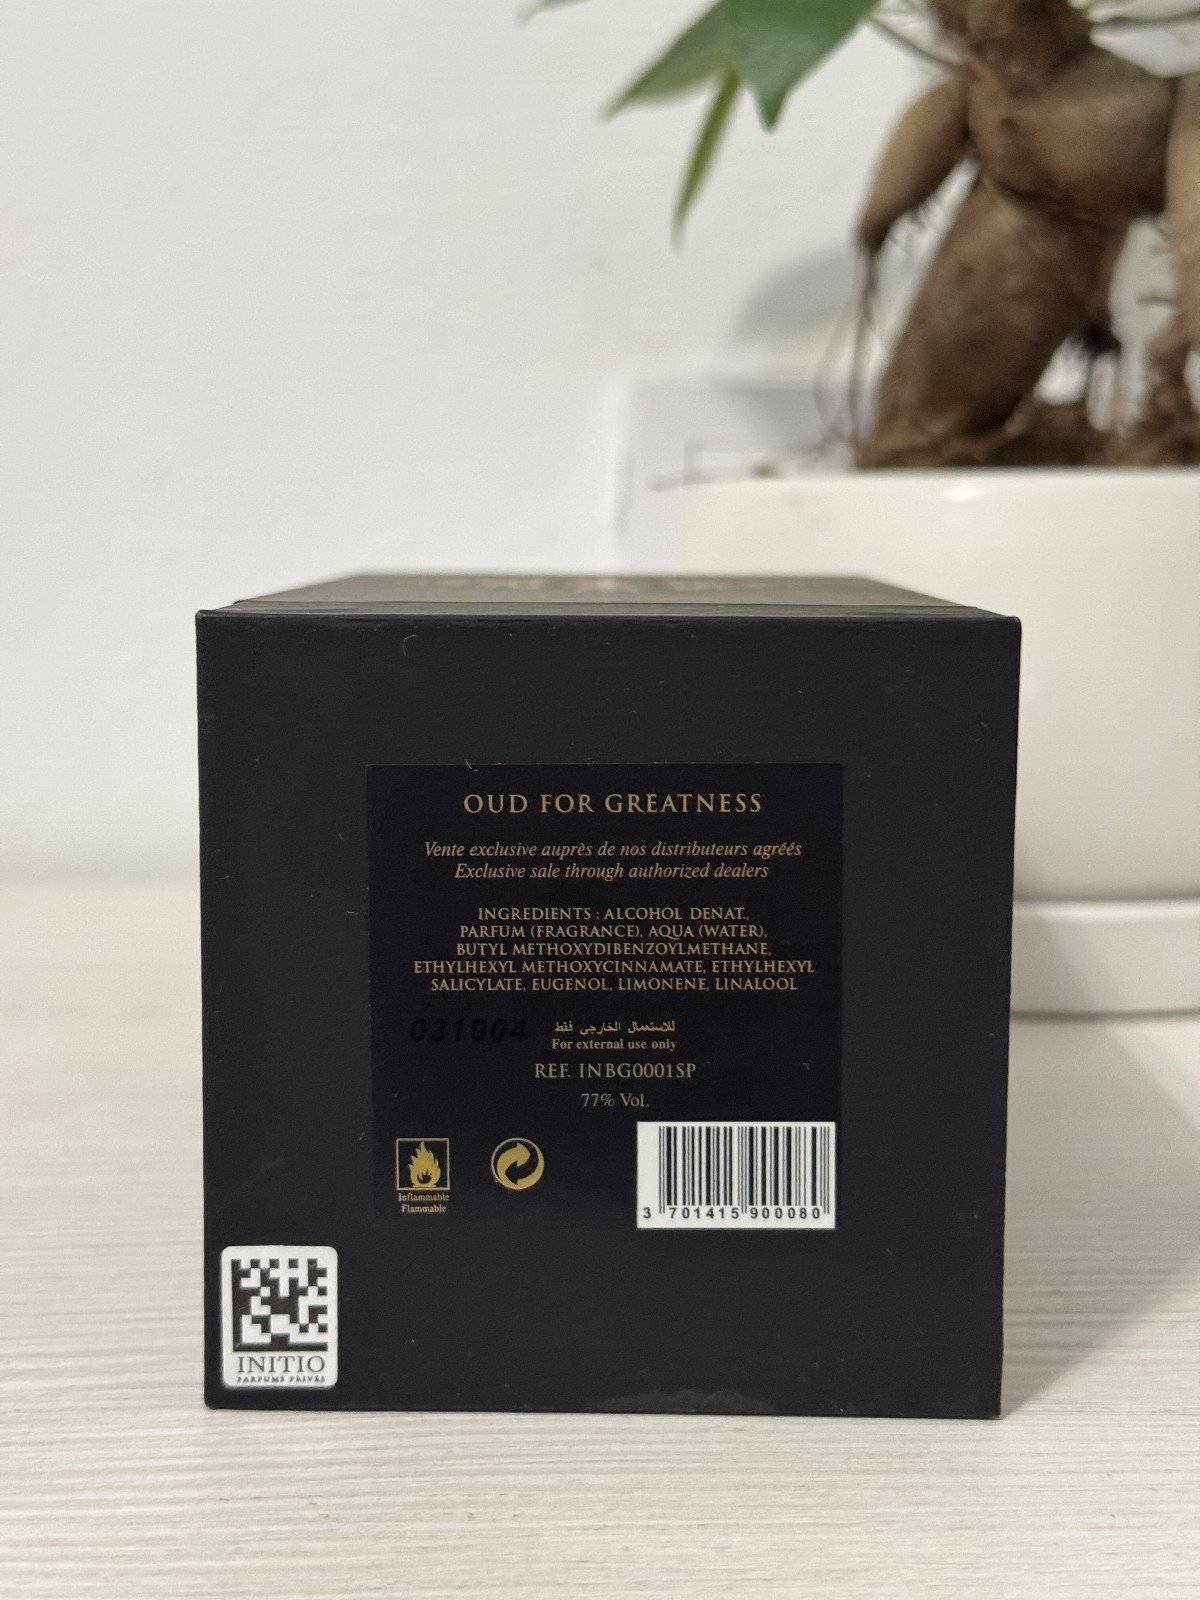 OUD FOR GREATNESS
Vente exclusive auprès de nos distributeurs agréés
Exclusive sale through authorized dealers
INGREDIENTS : ALCOHOL DENAT.,
PARFUM (FRAGRANCE), AQUA (WATER),
BUTYL METHOXYDIBENZOYLMETHANE,
ETHYLHEXYL METHOXYCINNAMATE, ETHYLHEXYL
SALICYLATE, EUGENOL, LIMONENE, LINALOOL
031904
للاستعمال الخارجي فقط
For external use only
REF. INBG0001SP
77% Vol.
Inflammable
Flammable
3 701415 900080
INITIO
PARFUMS PRIVÉS